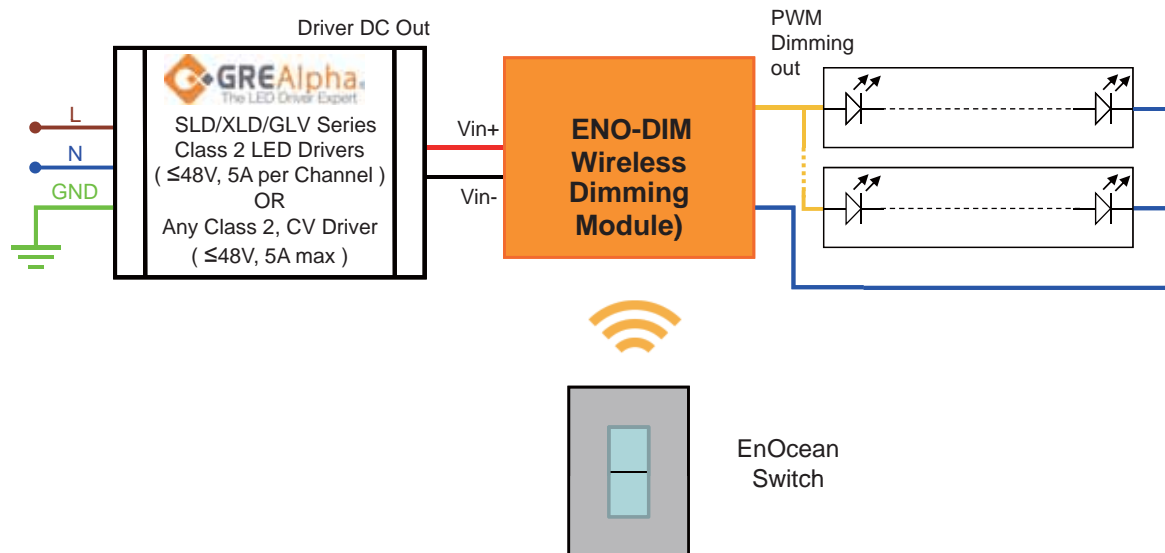 Driver DC Out
PWM
Dimming
out
GREAlpha®
The LED Driver Expert
SLD/XLD/GLV Series
Class 2 LED Drivers
( ≤48V, 5A per Channel )
OR
Any Class 2, CV Driver
( ≤48V, 5A max )
L
N
GND
Vin+
Vin-
ENO-DIM
Wireless
Dimming
Module)
EnOcean
Switch